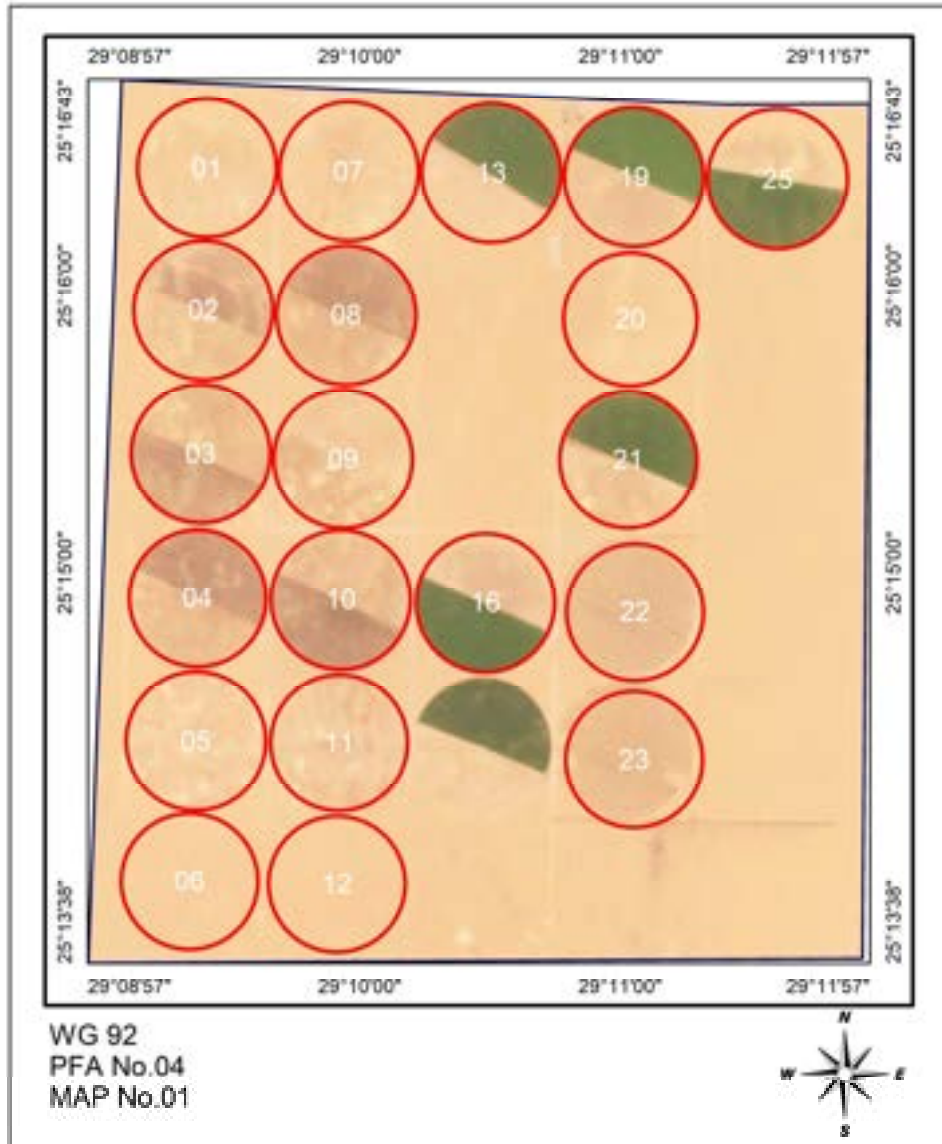 29°08'57" 29°10'00" 29°11'00" 29°11'57"
25°16'43" 25°16'43"
01 07 13 19 25
25°16'00" 25°16'00"
02 08 20
03 09 21
25°15'00" 25°15'00"
04 10 16 22
05 11 23
06 12
25°13'38" 25°13'38"
29°08'57" 29°10'00" 29°11'00" 29°11'57"
WG 92
PFA No.04
MAP No.01
N
W E
S